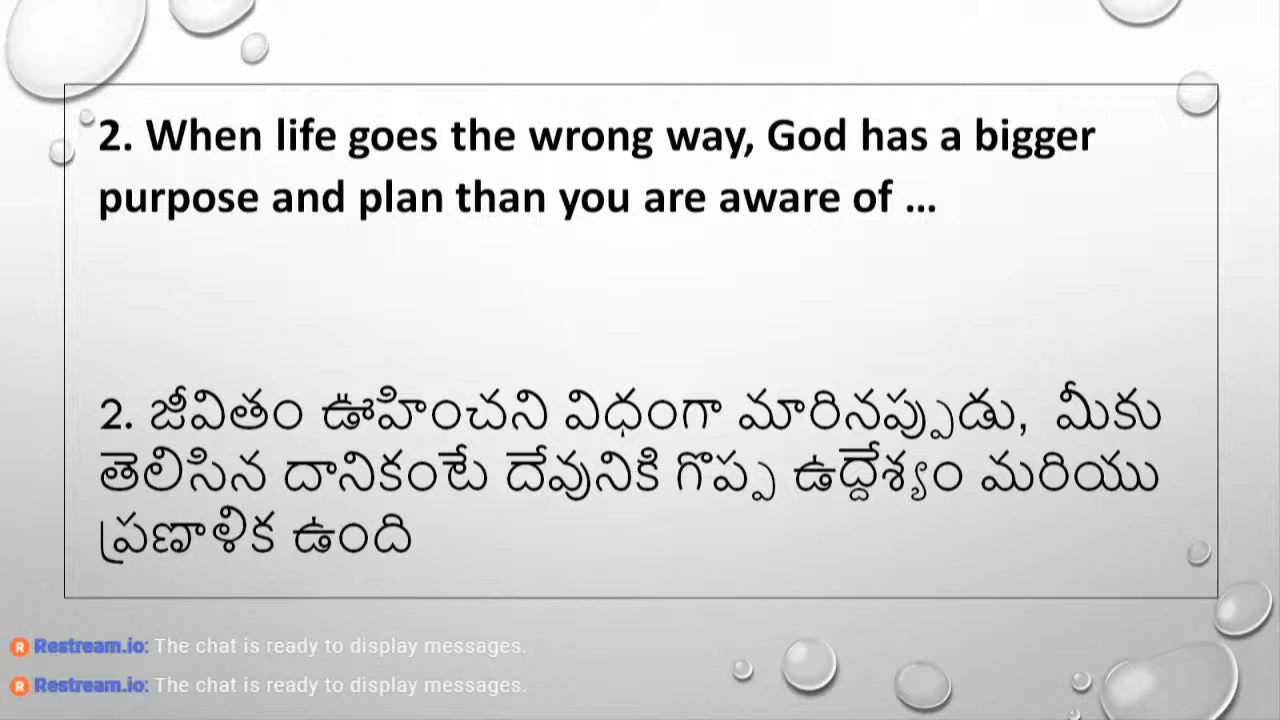 2. When life goes the wrong way, God has a bigger
purpose and plan than you are aware of ...
2. జీవితం ఊహించని విధంగా మారినప్పుడు, మీకు
తెలిసిన దానికంటే దేవునికి గొప్ప ఉద్దేశ్యం మరియు
ప్రణాళిక ఉంది
R Restream.io: The chat is ready to display messages.
R Restream.io: The chat is ready to display messages.